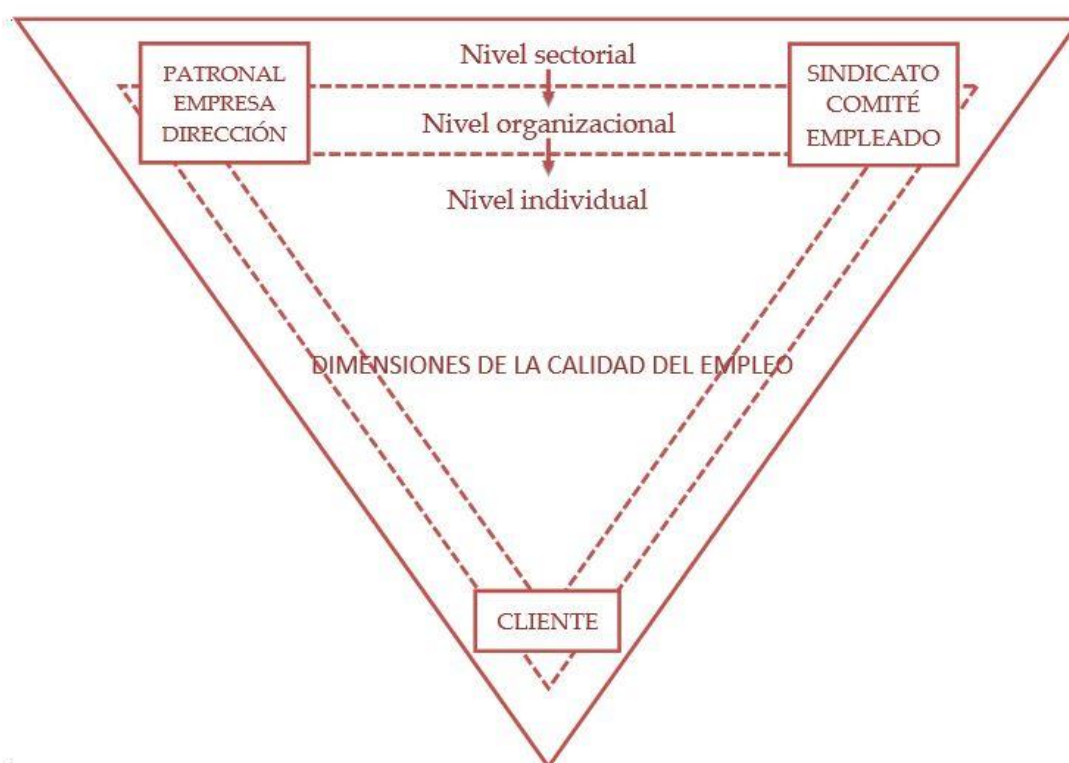 Nivel sectorial
PATRONAL
EMPRESA
DIRECCIÓN
SINDICATO
COMITÉ
EMPLEADO
Nivel organizacional
Nivel individual
DIMENSIONES DE LA CALIDAD DEL EMPLEO
CLIENTE